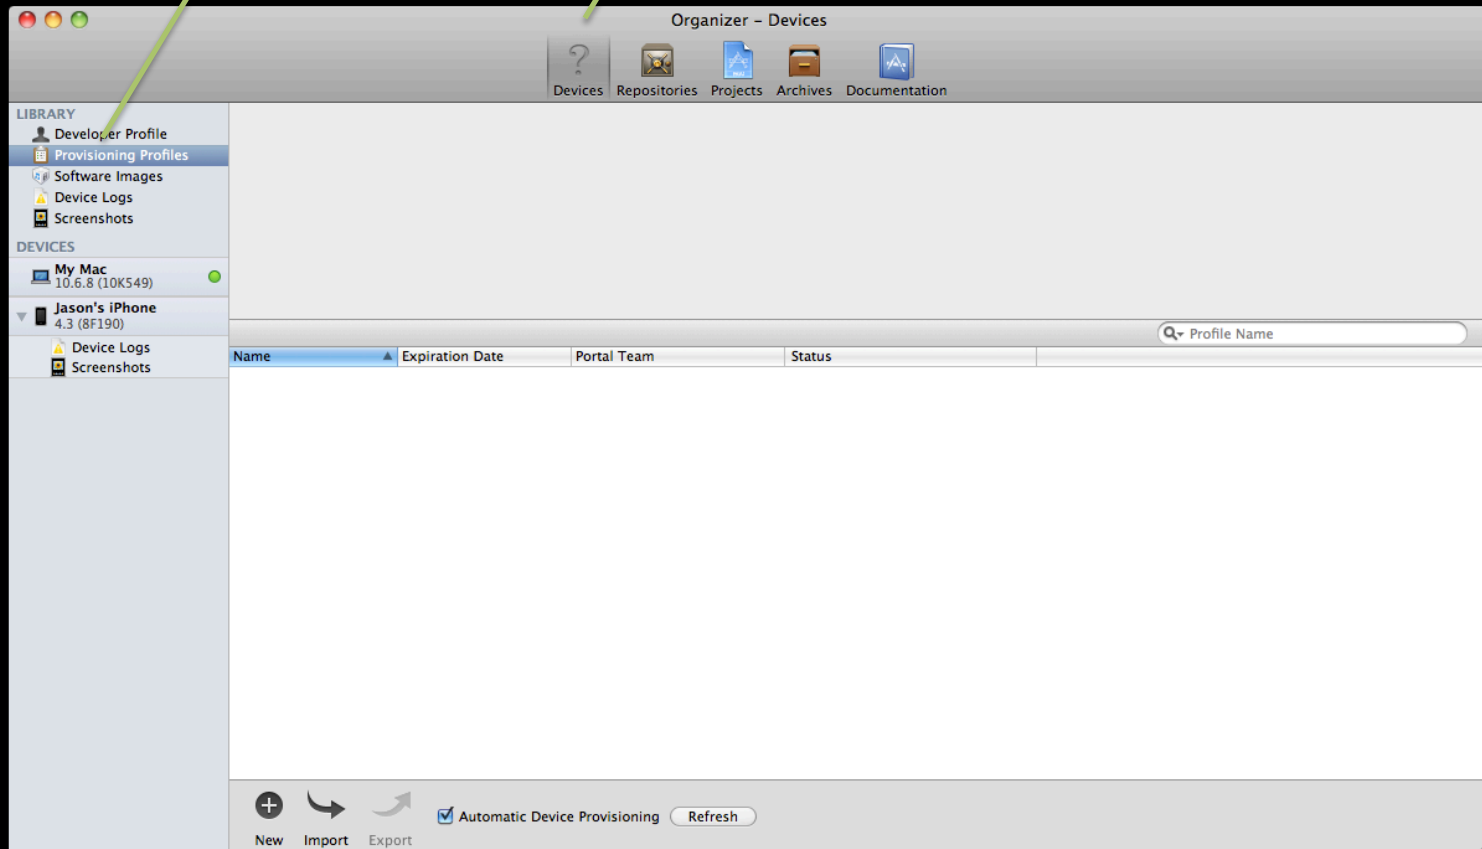 Organizer – Devices
Devices Repositories Projects Archives Documentation
LIBRARY
Developer Profile
Provisioning Profiles
Software Images
Device Logs
Screenshots
DEVICES
My Mac
10.6.8 (10K549)
Jason's iPhone
4.3 (8F190)
Device Logs
Screenshots
Profile Name
Name Expiration Date Portal Team Status
Automatic Device Provisioning Refresh
New Import Export